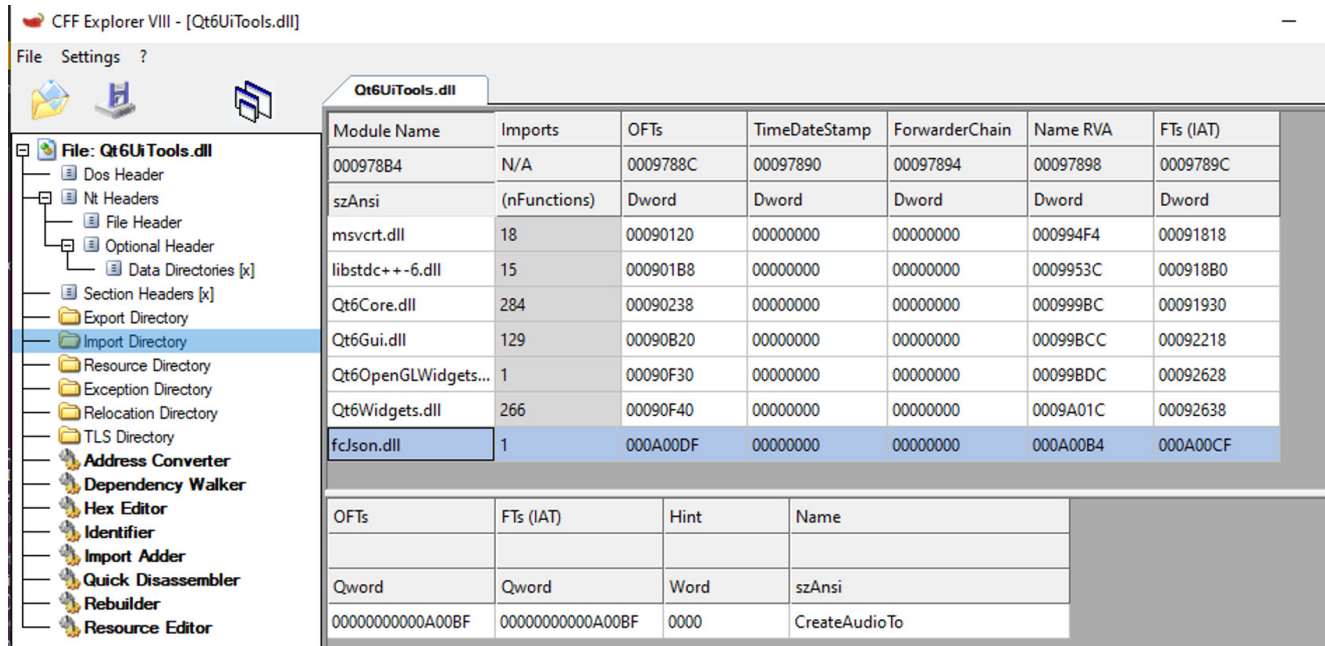 CFF Explorer VIII - [Qt6UiTools.dll]
File Settings ?
File: Qt6UiTools.dll
Dos Header
Nt Headers
File Header
Optional Header
Data Directories [x]
Section Headers [x]
Export Directory
Import Directory
Resource Directory
Exception Directory
Relocation Directory
TLS Directory
Address Converter
Dependency Walker
Hex Editor
Identifier
Import Adder
Quick Disassembler
Rebuilder
Resource Editor
Qt6UiTools.dll
Module Name Imports OFTs TimeDateStamp ForwarderChain Name RVA FTs (IAT)
000978B4 N/A 0009788C 00097890 00097894 00097898 0009789C
szAnsi (nFunctions) Dword Dword Dword Dword Dword
msvcrt.dll 18 00090120 00000000 00000000 000994F4 00091818
libstdc++-6.dll 15 000901B8 00000000 00000000 0009953C 000918B0
Qt6Core.dll 284 00090238 00000000 00000000 000999BC 00091930
Qt6Gui.dll 129 00090B20 00000000 00000000 00099BCC 00092218
Qt6OpenGLWidgets... 1 00090F30 00000000 00000000 00099BDC 00092628
Qt6Widgets.dll 266 00090F40 00000000 00000000 0009A01C 00092638
fcJson.dll 1 000A00DF 00000000 00000000 000A00B4 000A00CF
OFTs FTs (IAT) Hint Name
Qword Qword Word szAnsi
00000000000A00BF 00000000000A00BF 0000 CreateAudioTo